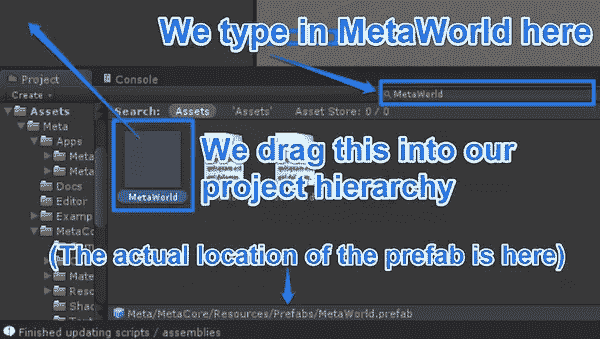 We type in MetaWorld here
Project
Console
Create
MetaWorld
Assets
Search: Assets 'Assets' Asset Store: 0 / 0
Meta
Apps
Meta
Meta
Docs
Editor
Examp
MetaCo
We drag this into our
project hierarchy
MetaWorld
(The actual location of the prefab is here)
Mate
Reso
Shad
Meta/MetaCore/Resources/Prefabs/MetaWorld.prefab
Finished updating scripts / assemblies